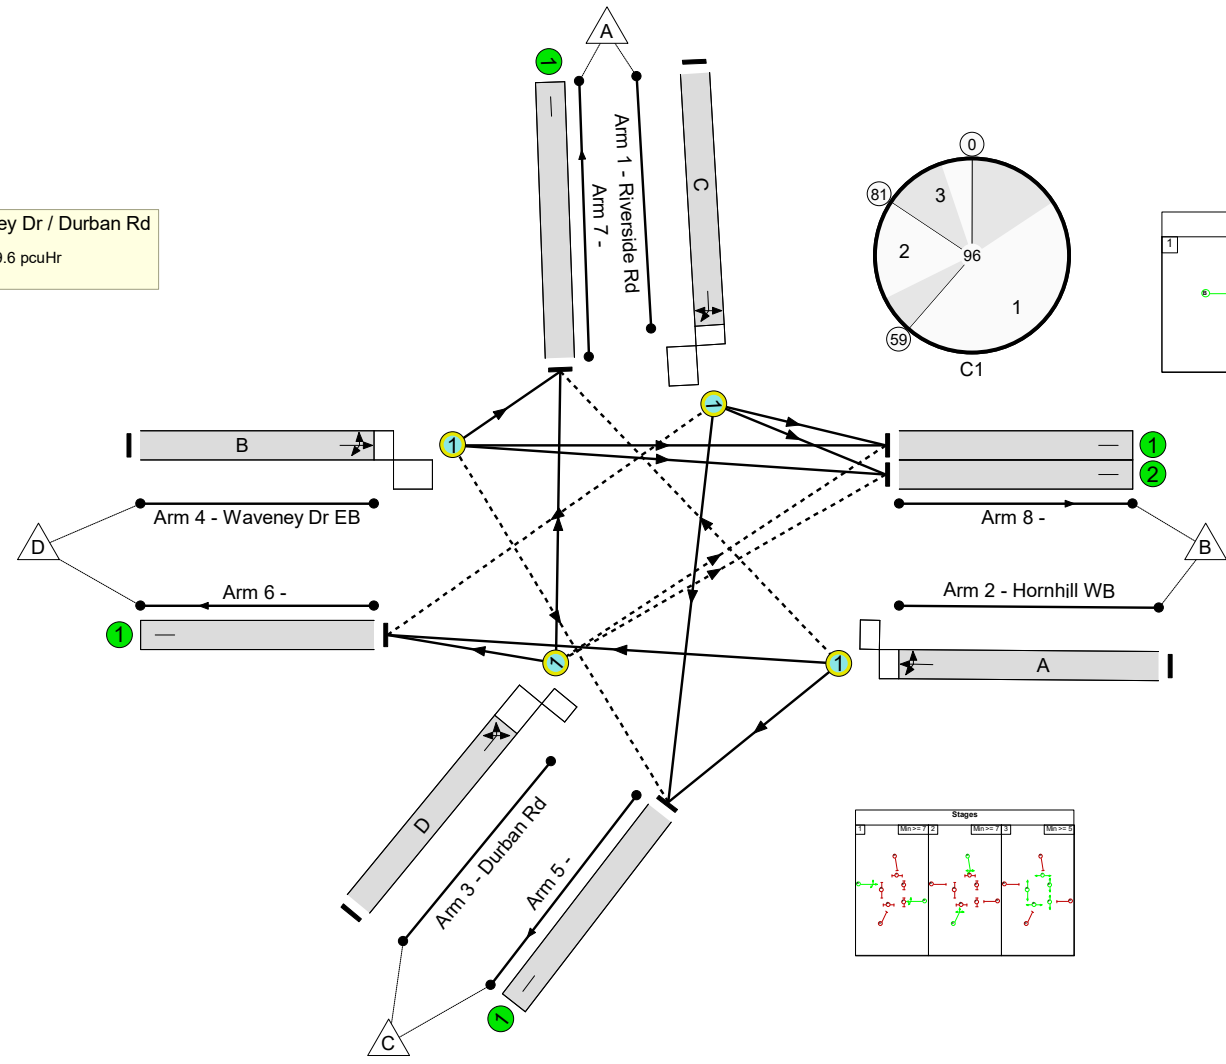 A
1
Arm 1 - Riverside Rd
Arm 7 -
C
0
81
3
2
96
1
59
C1
ey Dr / Durban Rd
9.6 pcuHr
1
B
1
1
1
2
Arm 4 - Waveney Dr EB
Arm 8 -
D
B
Arm 6 -
Arm 2 - Hornhill WB
1
1
1
A
D
Arm 3 - Durban Rd
Arm 5 -
1
C
Stages
1 Min >= 7 2 Min >= 7 3 Min >= 5